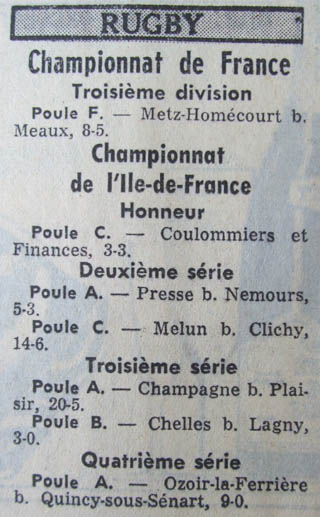 RUGBY
Championnat de France
Troisième division
Poule F. — Metz-Homécourt b.
Meaux, 8-5.
Championnat
de l'Ile-de-France
Honneur
Poule C. — Coulommiers et
Finances, 3-3.
Deuxième série
Poule A. — Presse b. Nemours,
5-3.
Poule C. — Melun b. Clichy,
14-6.
Troisième série
Poule A. — Champagne b. Plai-
sir, 20-5.
Poule B. — Chelles b. Lagny,
3-0.
Quatrième série
Poule A. — Ozoir-la-Ferrière
b. Quincy-sous-Sénart, 9-0.